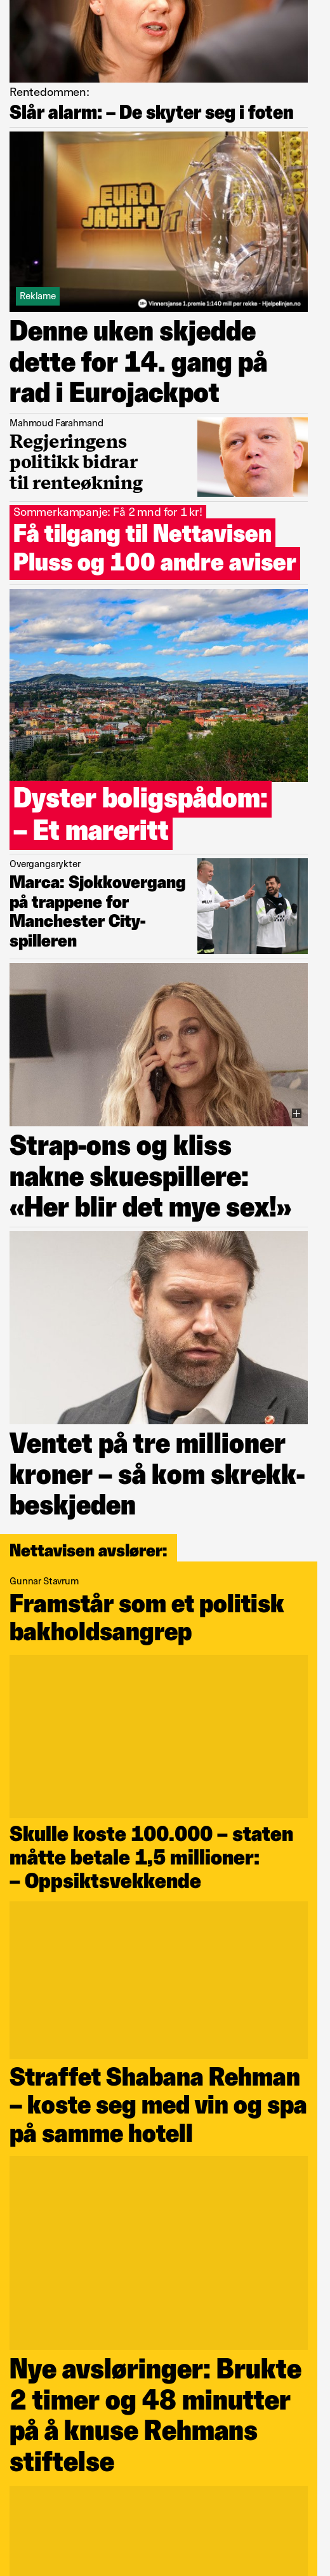 Rentedommen:
Slår alarm: – De skyter seg i foten
EURO
JACKPOT
Reklame
Vinnersjanse 1.premie 1:140 mill per rekke - Hjelpelinjen.no
Denne uken skjedde
dette for 14. gang på
rad i Eurojackpot
Mahmoud Farahmand
Regjeringens
politikk bidrar
til renteøkning
Sommerkampanje: Få 2 mnd for 1 kr!
Få tilgang til Nettavisen
Pluss og 100 andre aviser
Dyster boligspådom:
– Et mareritt
Overgangsrykter
Marca: Sjokkovergang
på trappene for
Manchester City-
spilleren
Strap-ons og kliss
nakne skuespillere:
«Her blir det mye sex!»
Ventet på tre millioner
kroner – så kom skrekk-
beskjeden
Nettavisen avslører:
Gunnar Stavrum
Framstår som et politisk
bakholdsangrep
Skulle koste 100.000 – staten
måtte betale 1,5 millioner:
– Oppsiktsvekkende
Straffet Shabana Rehman
– koste seg med vin og spa
på samme hotell
Nye avsløringer: Brukte
2 timer og 48 minutter
på å knuse Rehmans
stiftelse